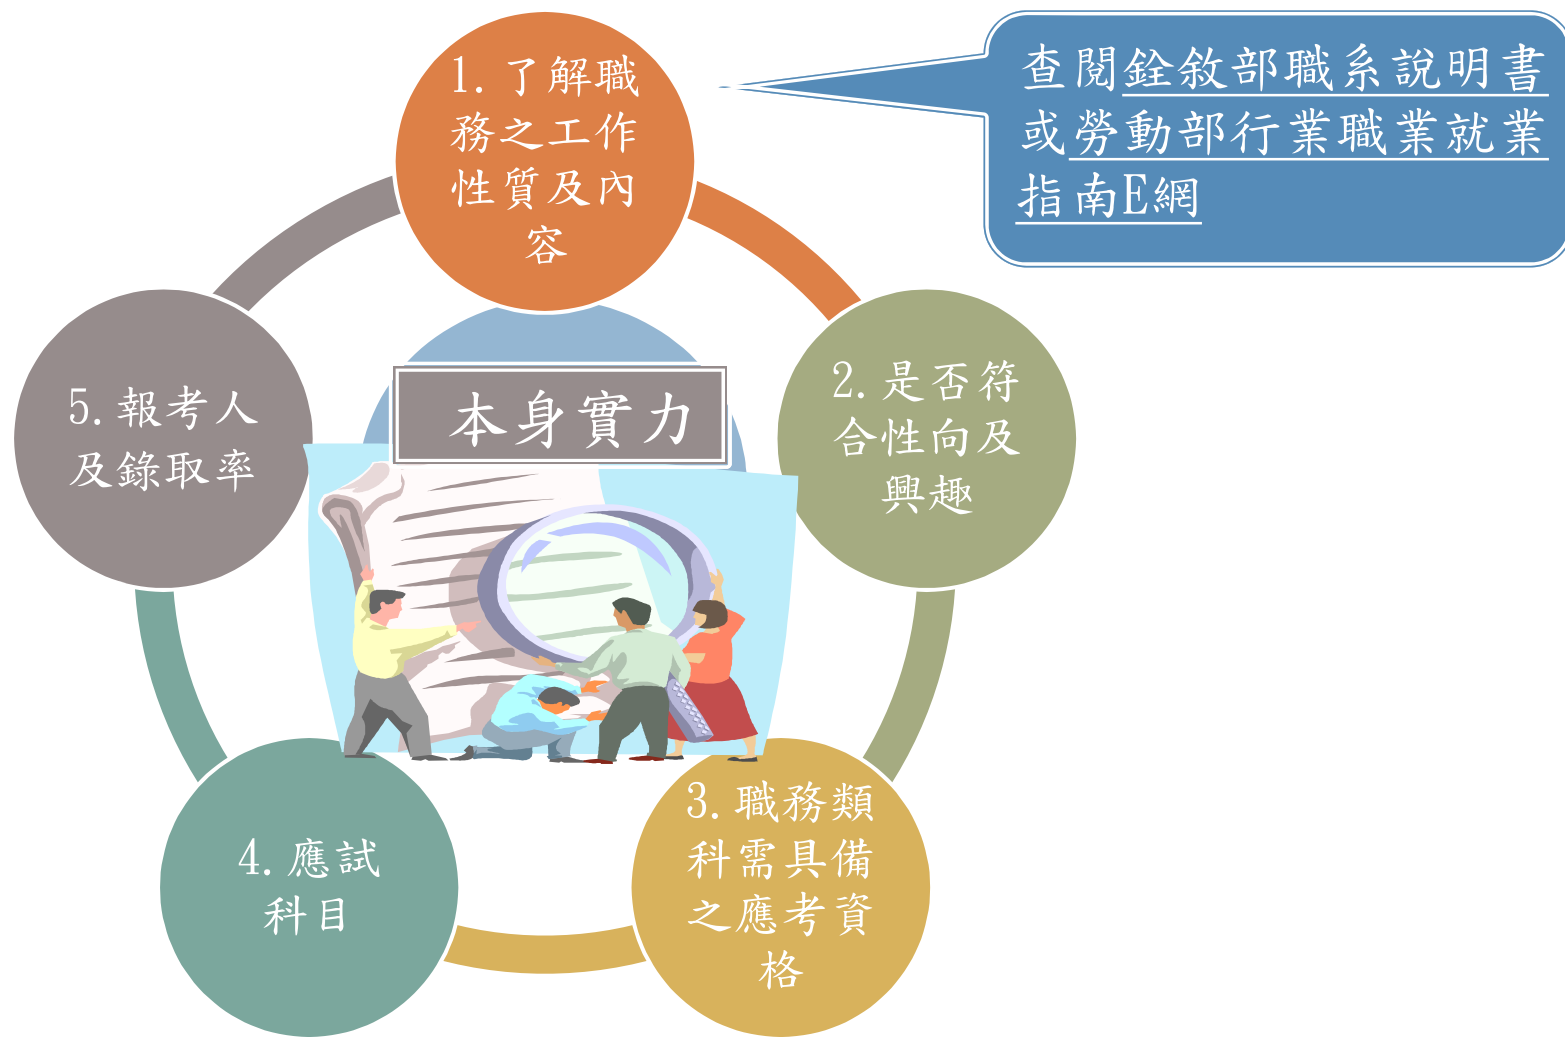 1.了解職
務之工作
性質及內
容
查閱銓敘部職系說明書
或勞動部行業職業就業
指南E網
2.是否符
合性向及
興趣
3.職務類
科需具備
之應考資
格
4.應試
科目
5.報考人
及錄取率
本身實力